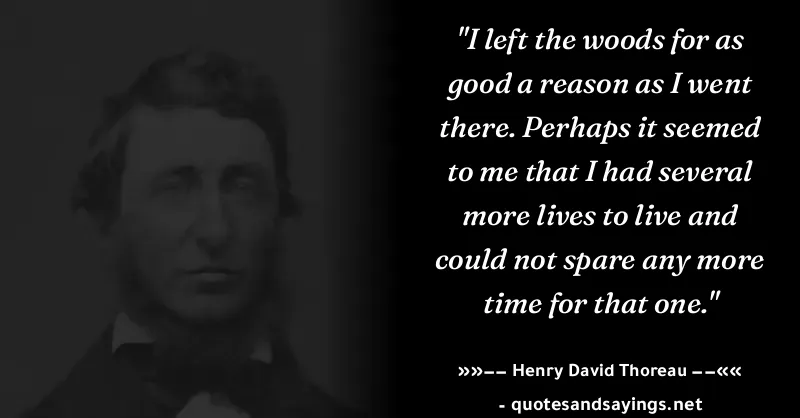 "I left the woods for as
good a reason as I went
there. Perhaps it seemed
to me that I had several
more lives to live and
could not spare any more
time for that one."
»»–– Henry David Thoreau ––««
- quotesandsayings.net